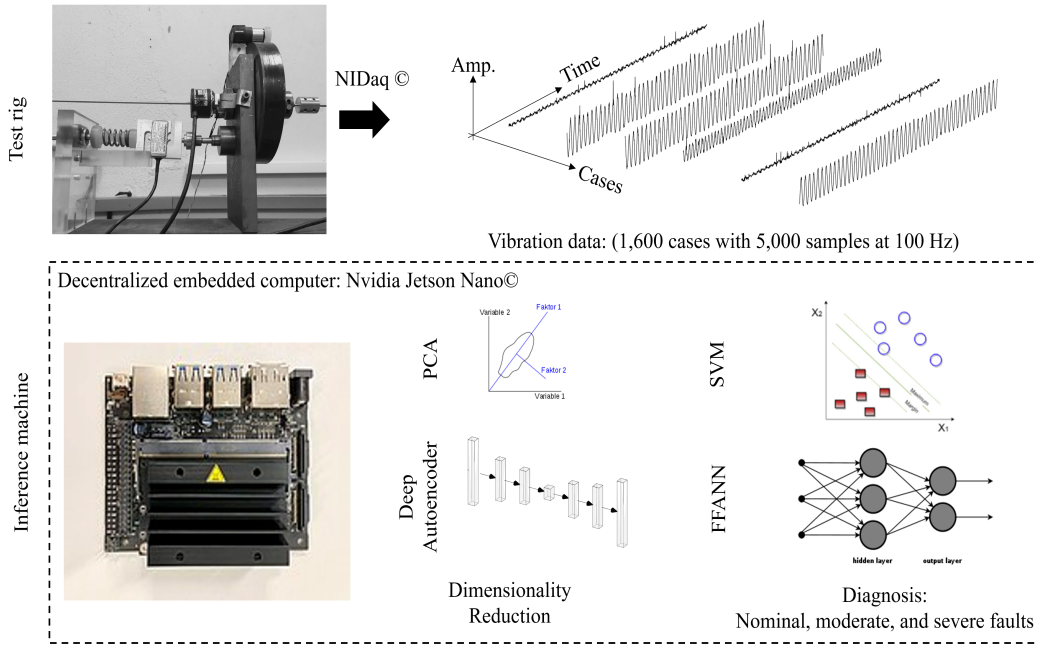 Test rig
NIDaq ©
Amp.
Time
Cases
Vibration data: (1,600 cases with 5,000 samples at 100 Hz)
Inference machine
Decentralized embedded computer: Nvidia Jetson Nano©
PCA
Variable 2
Faktor 1
Faktor 2
Variable 1
SVM
X2
Maximum
Margin
X1
Deep
Autoencoder
FFANN
hidden layer
output layer
Dimensionality
Reduction
Diagnosis:
Nominal, moderate, and severe faults